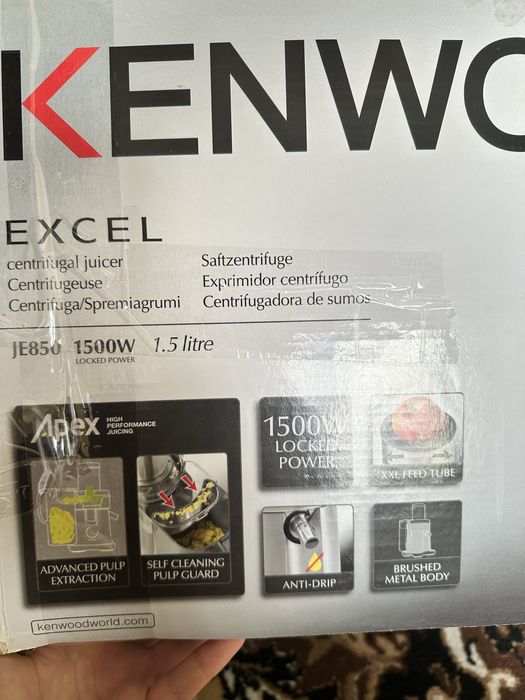 KENWO
EXCEL
centrifugal juicer
Centrifugeuse
Centrifuga/Spremiagrumi
Saftzentrifuge
Exprimidor centrífugo
Centrifugadora de sumos
JE850 1500W 1.5 litre
LOCKED POWER
Apex HIGH
PERFORMANCE
JUICING
ADVANCED PULP
EXTRACTION
SELF CLEANING
PULP GUARD
1500W
LOCKED
POWER
XXL FEED TUBE
ANTI-DRIP
BRUSHED
METAL BODY
kenwoodworld.com